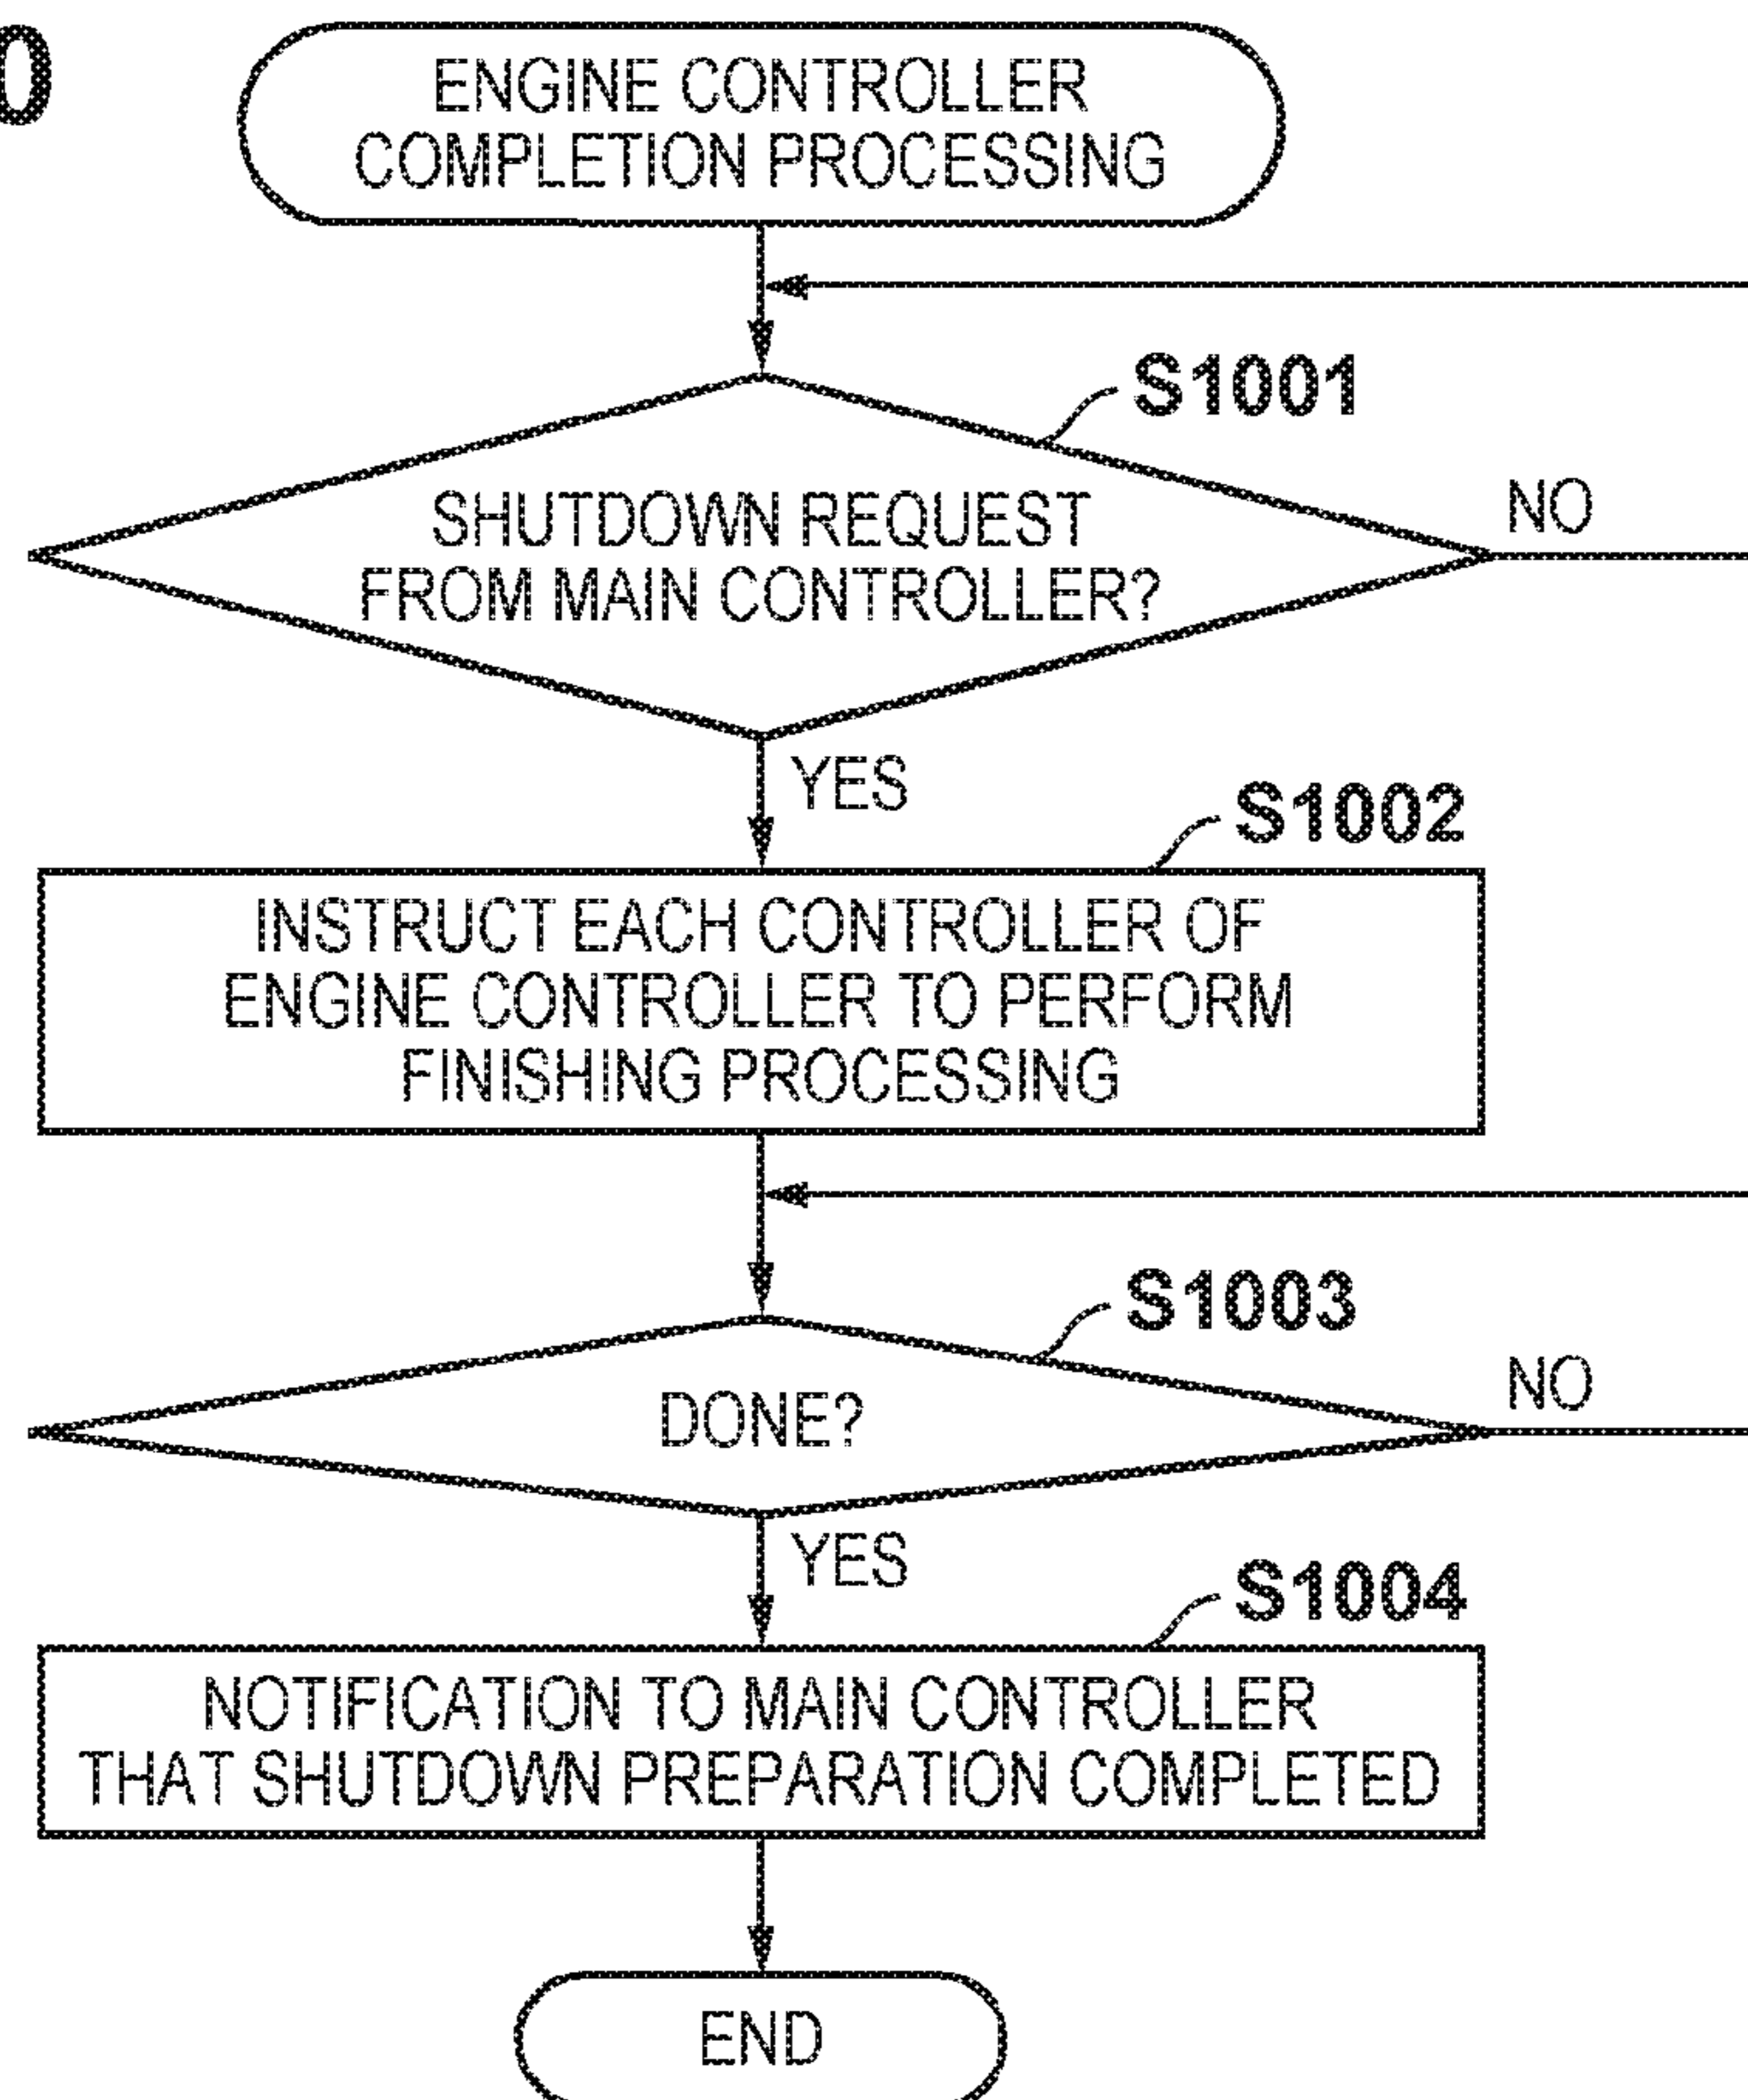 0
ENGINE CONTROLLER
COMPLETION PROCESSING
S1001
SHUTDOWN REQUEST
FROM MAIN CONTROLLER?
NO
YES
S1002
INSTRUCT EACH CONTROLLER OF
ENGINE CONTROLLER TO PERFORM
FINISHING PROCESSING
S1003
DONE?
NO
YES
S1004
NOTIFICATION TO MAIN CONTROLLER
THAT SHUTDOWN PREPARATION COMPLETED
END